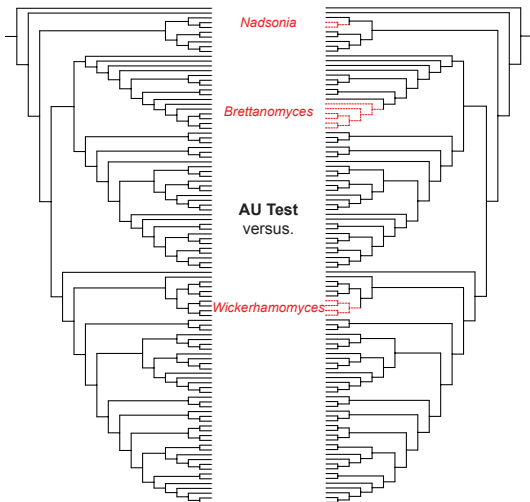 Nadsonia
Brettanomyces
AU Test
versus.
Wickerhamomyces